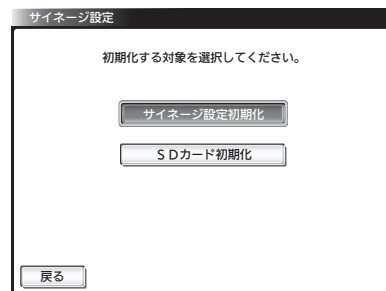 サイネージ設定
初期化する対象を選択してください。
サイネージ設定初期化
ＳＤカード初期化
戻る